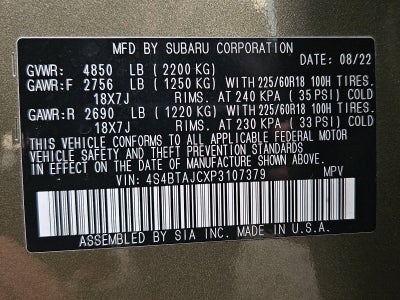 MFD BY SUBARU CORPORATION
DATE: 08/22
GVWR: 4850 LB (2200 KG)
GAWR:F 2756 LB (1250 KG) WITH 225/60R18 100H TIRES.
18X7J RIMS. AT 240 KPA (35 PSI) COLD
GAWR:R 2690 LB (1220 KG) WITH 225/60R18 100H TIRES.
18X7J RIMS. AT 230 KPA (33 PSI) COLD
THIS VEHICLE CONFORMS TO ALL APPLICABLE FEDERAL MOTOR
VEHICLE SAFETY AND THEFT PREVENTION STANDARDS
IN EFFECT ON THE DATE OF MANUFACTURE SHOWN ABOVE.
VIN: 4S4BTAJCXP3107379 MPV
ASSEMBLED BY SIA INC. MADE IN U.S.A.